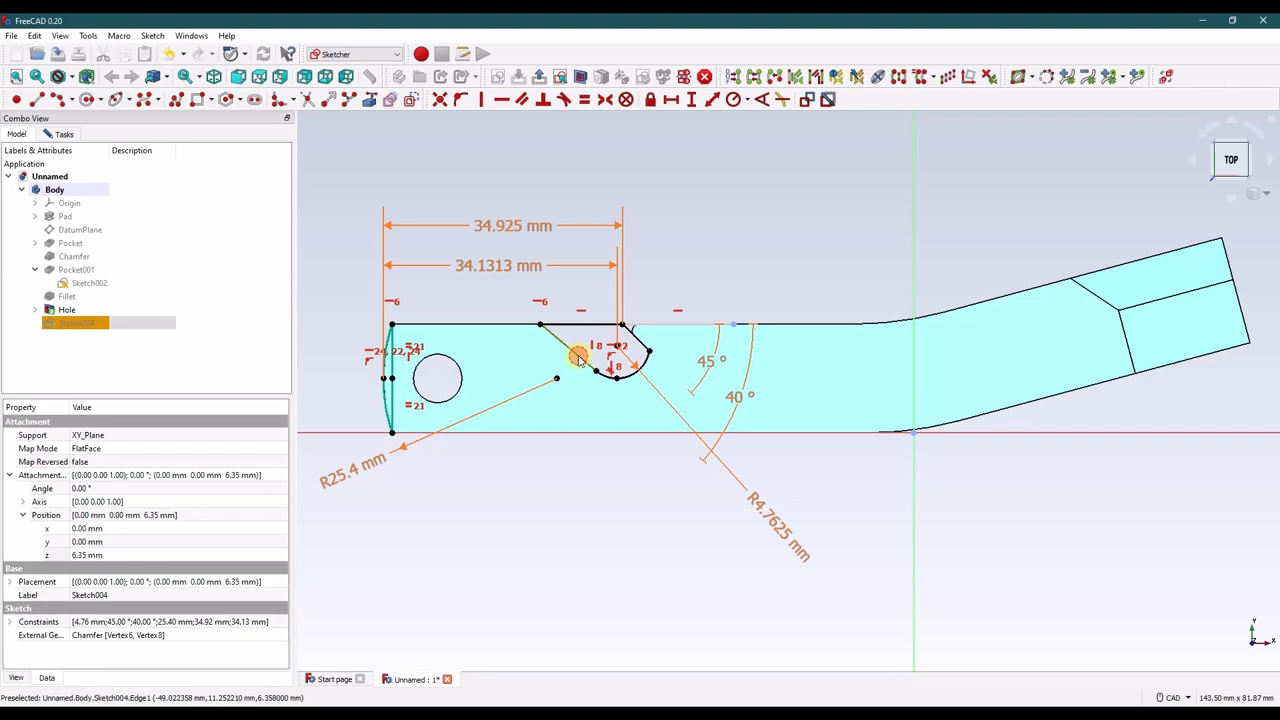 FreeCAD 0.20
File Edit View Tools Macro Sketch Windows Help
Sketcher
Combo View
Model Tasks
Labels & Attributes Description
Application
Unnamed
Body
Origin
Pad
DatumPlane
Pocket
Chamfer
Pocket001
Sketch002
Fillet
Hole
Sketch004
Property Value
Attachment
Support XY_Plane
Map Mode FlatFace
Map Reversed false
Attachment... [(0.00 0.00 1.00); 0.00 °; (0.00 mm 0.00 mm 6.35 mm)]
Angle 0.00 °
Axis [0.00 0.00 1.00]
Position [0.00 mm 0.00 mm 6.35 mm]
x 0.00 mm
y 0.00 mm
z 6.35 mm
Base
Placement [(0.00 0.00 1.00); 0.00 °; (0.00 mm 0.00 mm 6.35 mm)]
Label Sketch004
Sketch
Constraints [4.76 mm;45.00 °;40.00 °;25.40 mm;34.92 mm;34.13 mm]
External Ge... Chamfer [Vertex6, Vertex8]
View Data
TOP
34.925 mm
34.1313 mm
6
6
8
21
8
21
45 °
40 °
R25.4 mm
R4.7625 mm
Y
X
Start page Unnamed : 1*
Preselected: Unnamed.Body.Sketch004.Edge1 (-49.022358 mm,11.252210 mm,6.358000 mm)
CAD 143.50 mm x 81.87 mm